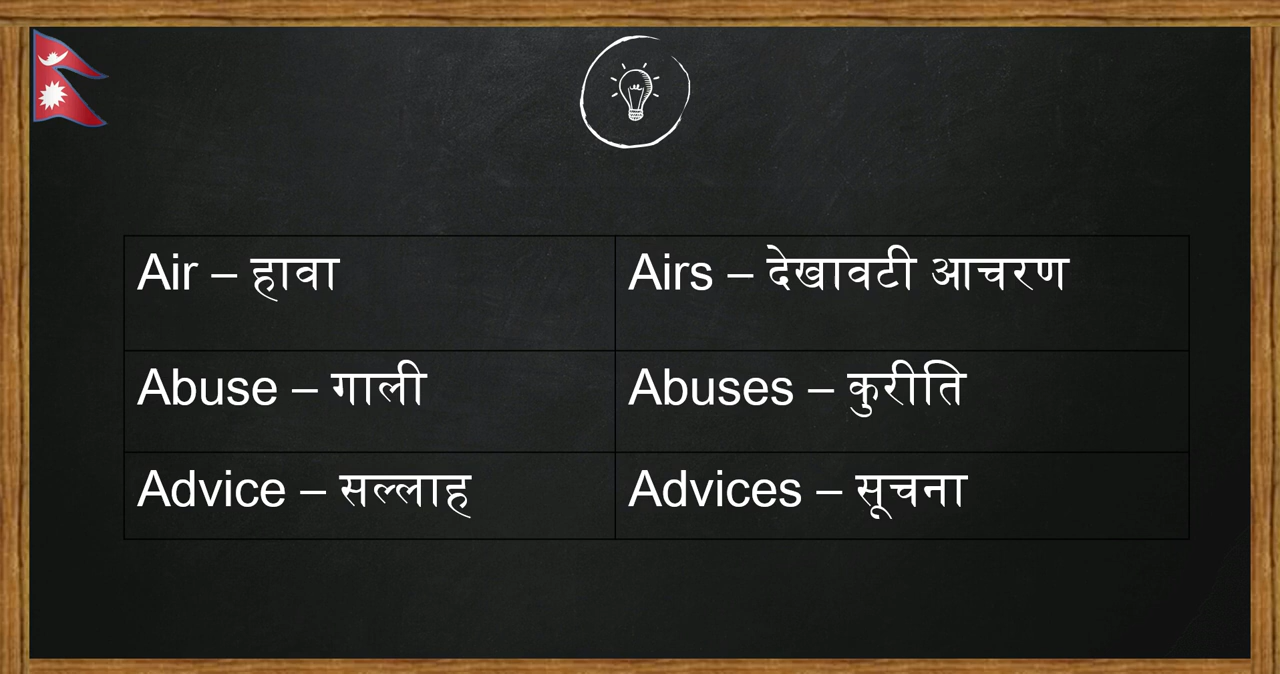 Air – हावा
Airs – देखावटी आचरण
Abuse – गाली
Abuses – कुरीति
Advice – सल्लाह
Advices – सूचना